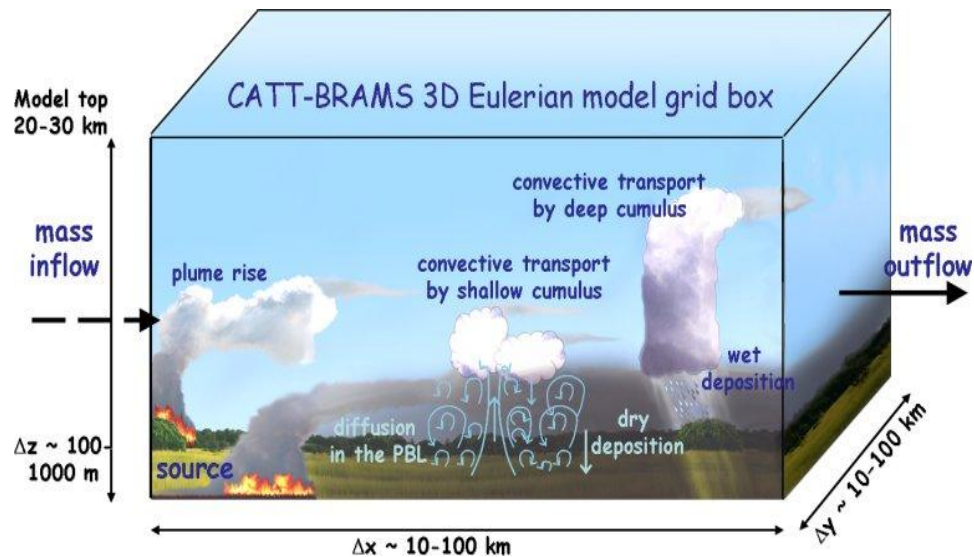 CATT-BRAMS 3D Eulerian model grid box
Model top
20-30 km
convective transport
by deep cumulus
mass
inflow
mass
outflow
plume rise
convective transport
by shallow cumulus
wet
deposition
diffusion
in the PBL
dry
deposition
Δz ~ 100-
1000 m
source
Δy ~ 10-100 km
Δx ~ 10-100 km